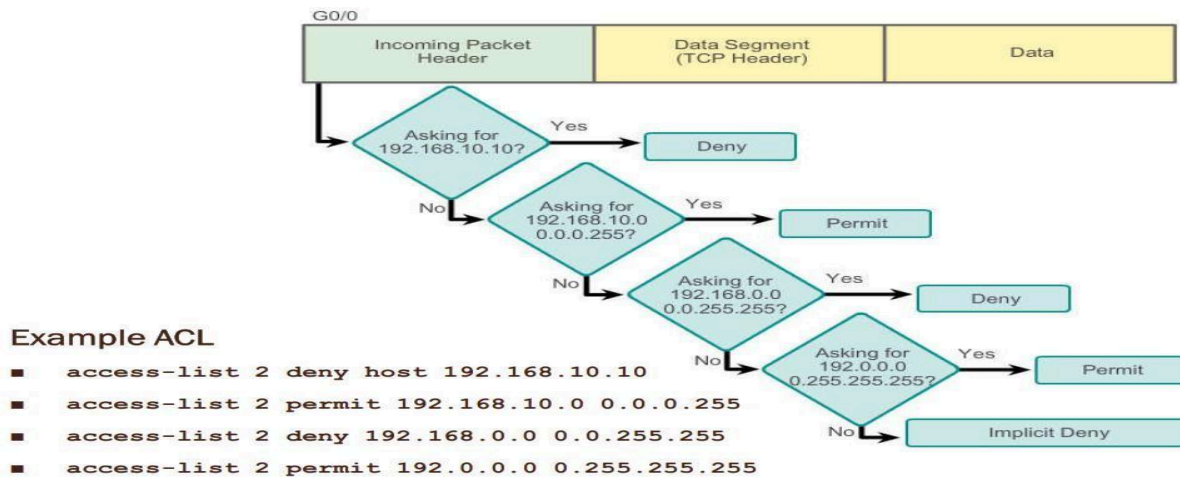 G0/0
Incoming Packet
Header
Data Segment
(TCP Header)
Data
Asking for
192.168.10.10?
Yes
Deny
No
Asking for
192.168.10.0
0.0.0.255?
Yes
Permit
No
Asking for
192.168.0.0
0.0.255.255?
Yes
Deny
No
Asking for
192.0.0.0
0.255.255.255?
Yes
Permit
No
Implicit Deny
Example ACL
■ access-list 2 deny host 192.168.10.10
■ access-list 2 permit 192.168.10.0 0.0.0.255
■ access-list 2 deny 192.168.0.0 0.0.255.255
■ access-list 2 permit 192.0.0.0 0.255.255.255